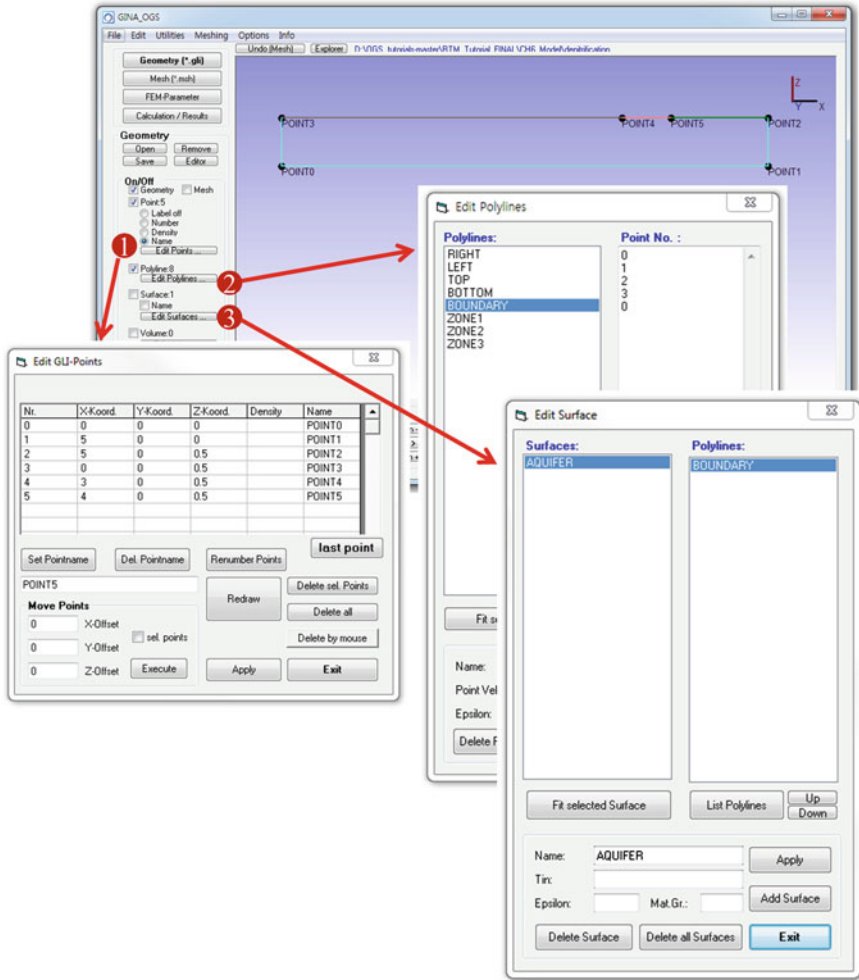 GINA_OGS
File Edit Utilities Meshing Options Info
Undo (Mesh) Explorer D:\OGS_tutorials-master\RTM_Tutorial_FINAL\CH6_Model\denitrification
Geometry (*.gli)
Mesh (*.msh)
FEM-Parameter
Calculation / Results
Geometry
Open Remove
Save Editor
On/Off
Geometry Mesh
Point:5
Label off
Number
Density
Name
Edit Points ...
Polyline:8
Edit Polylines ...
Surface:1
Name
Edit Surfaces ...
Volume:0
1
2
3
Z
Y X
POINT3
POINT4
POINT5
POINT2
POINT0
POINT1
Edit Polylines
Polylines: Point No. :
RIGHT
LEFT
TOP
BOTTOM
BOUNDARY
ZONE1
ZONE2
ZONE3
0
1
2
3
0
Name:
Epsilon:
Edit GLI-Points
Nr. X-Koord. Y-Koord. Z-Koord. Density Name
0 0 0 0 POINT0
1 5 0 0 POINT1
2 5 0 0.5 POINT2
3 0 0 0.5 POINT3
4 3 0 0.5 POINT4
5 4 0 0.5 POINT5
last point
Set Pointname Del. Pointname Renumber Points
POINT5
Redraw
Delete sel. Points
Delete all
Delete by mouse
Move Points
0 X-Offset
0 Y-Offset
0 Z-Offset
sel. points
Execute Apply Exit
Edit Surface
Surfaces: Polylines:
AQUIFER BOUNDARY
Fit selected Surface List Polylines Up
Down
Name: AQUIFER Apply
Tin:
Epsilon: Mat.Gr.: Add Surface
Delete Surface Delete all Surfaces Exit